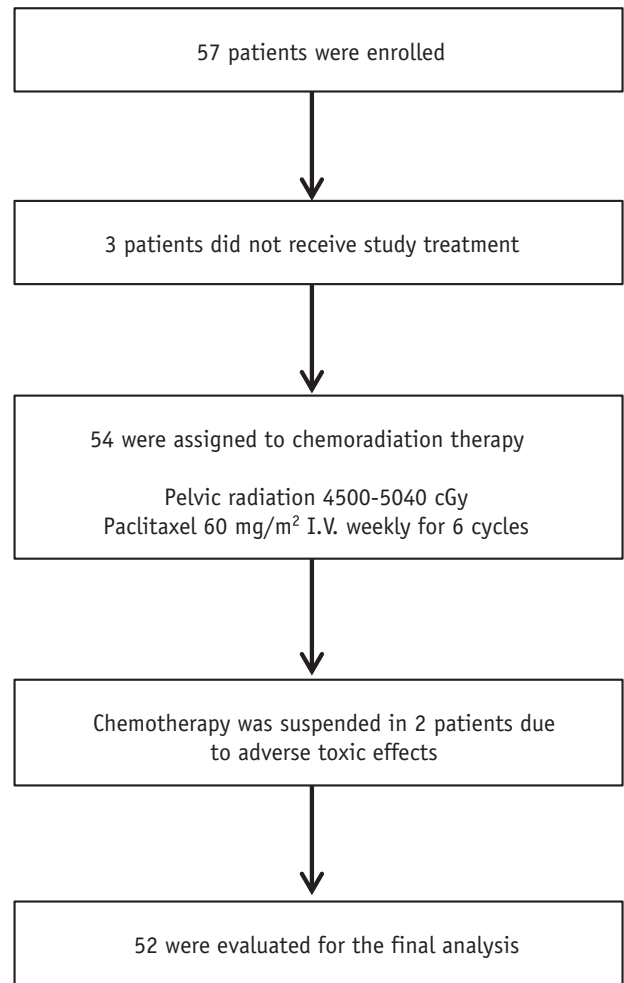 57 patients were enrolled
3 patients did not receive study treatment
54 were assigned to chemoradiation therapy
Pelvic radiation 4500-5040 cGy
Paclitaxel 60 mg/m² I.V. weekly for 6 cycles
Chemotherapy was suspended in 2 patients due
to adverse toxic effects
52 were evaluated for the final analysis